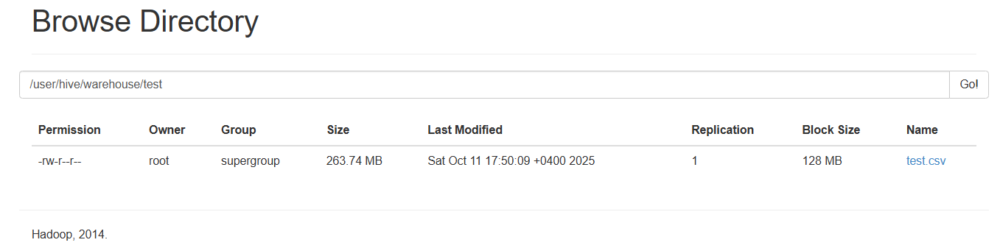 Browse Directory
/user/hive/warehouse/test Go!
Permission Owner Group Size Last Modified Replication Block Size Name
-rw-r--r-- root supergroup 263.74 MB Sat Oct 11 17:50:09 +0400 2025 1 128 MB test.csv
Hadoop, 2014.